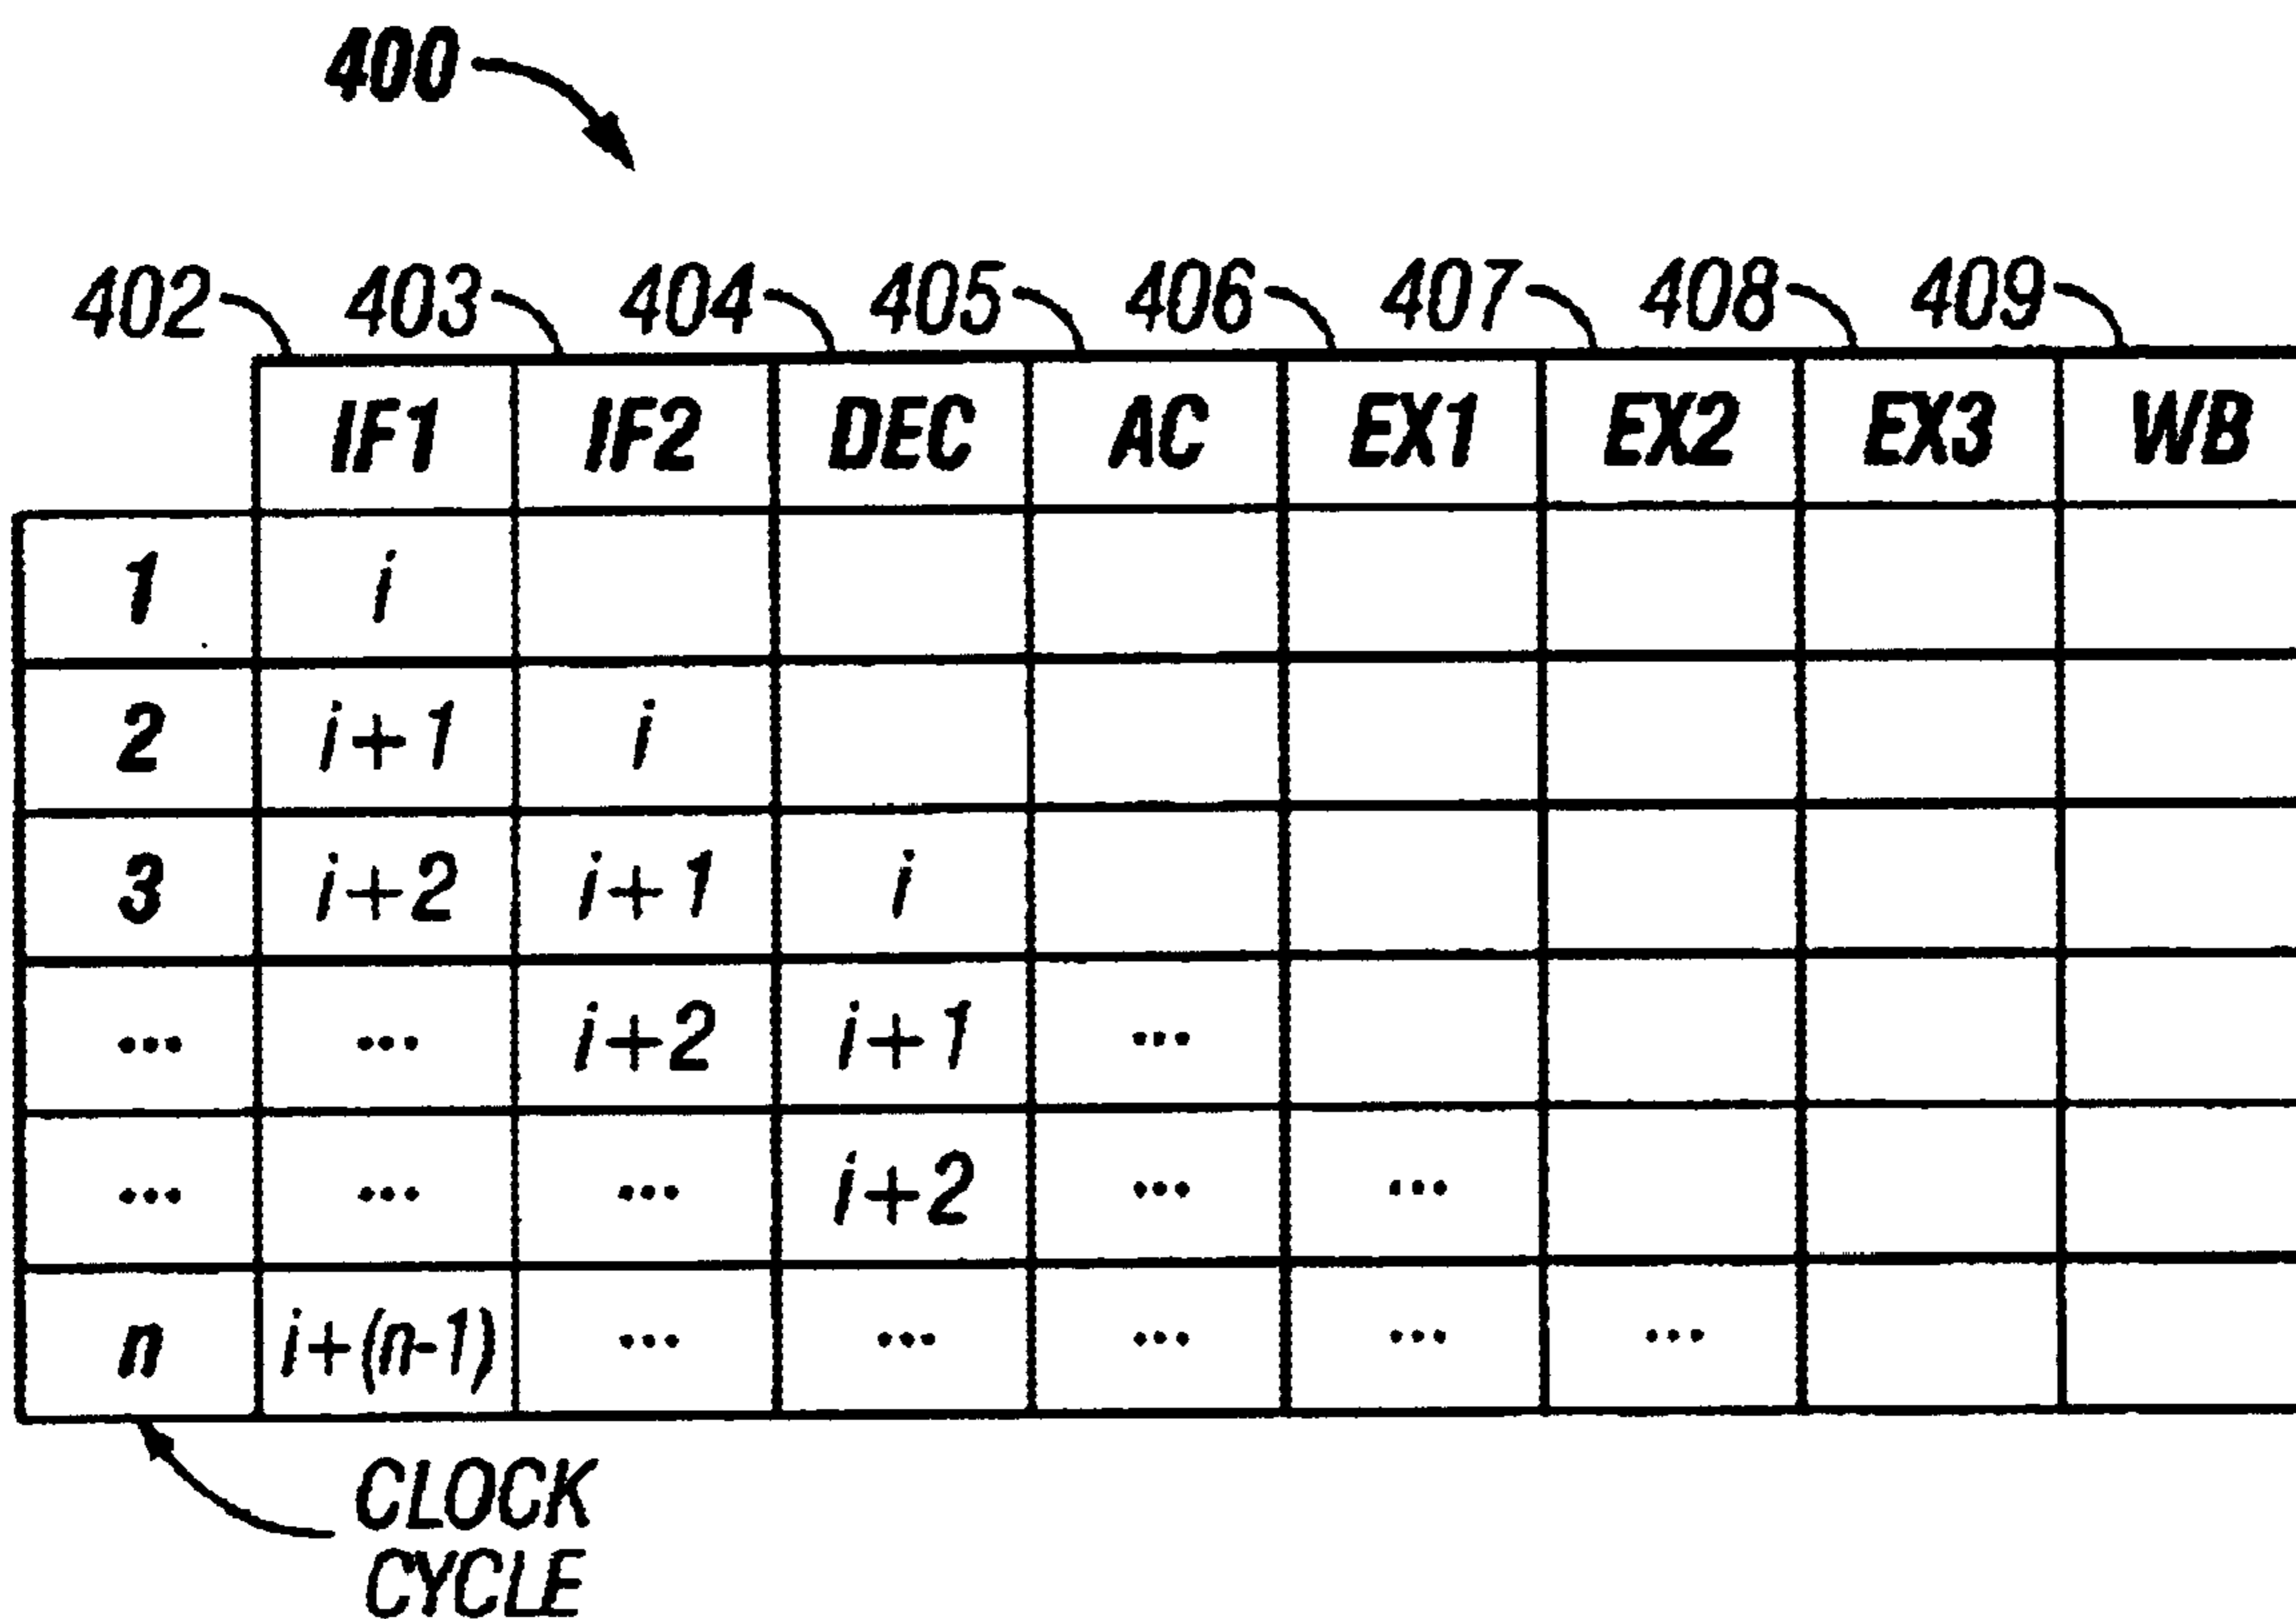 400
402 403 404 405 406 407 408 409
IF1 IF2 DEC AC EX1 EX2 EX3 WB
1 i
2 i+1 i
3 i+2 i+1 i
... ... i+2 i+1 ...
... ... ... i+2 ... ...
n i+(n-1) ... ... ... ... ...
CLOCK
CYCLE